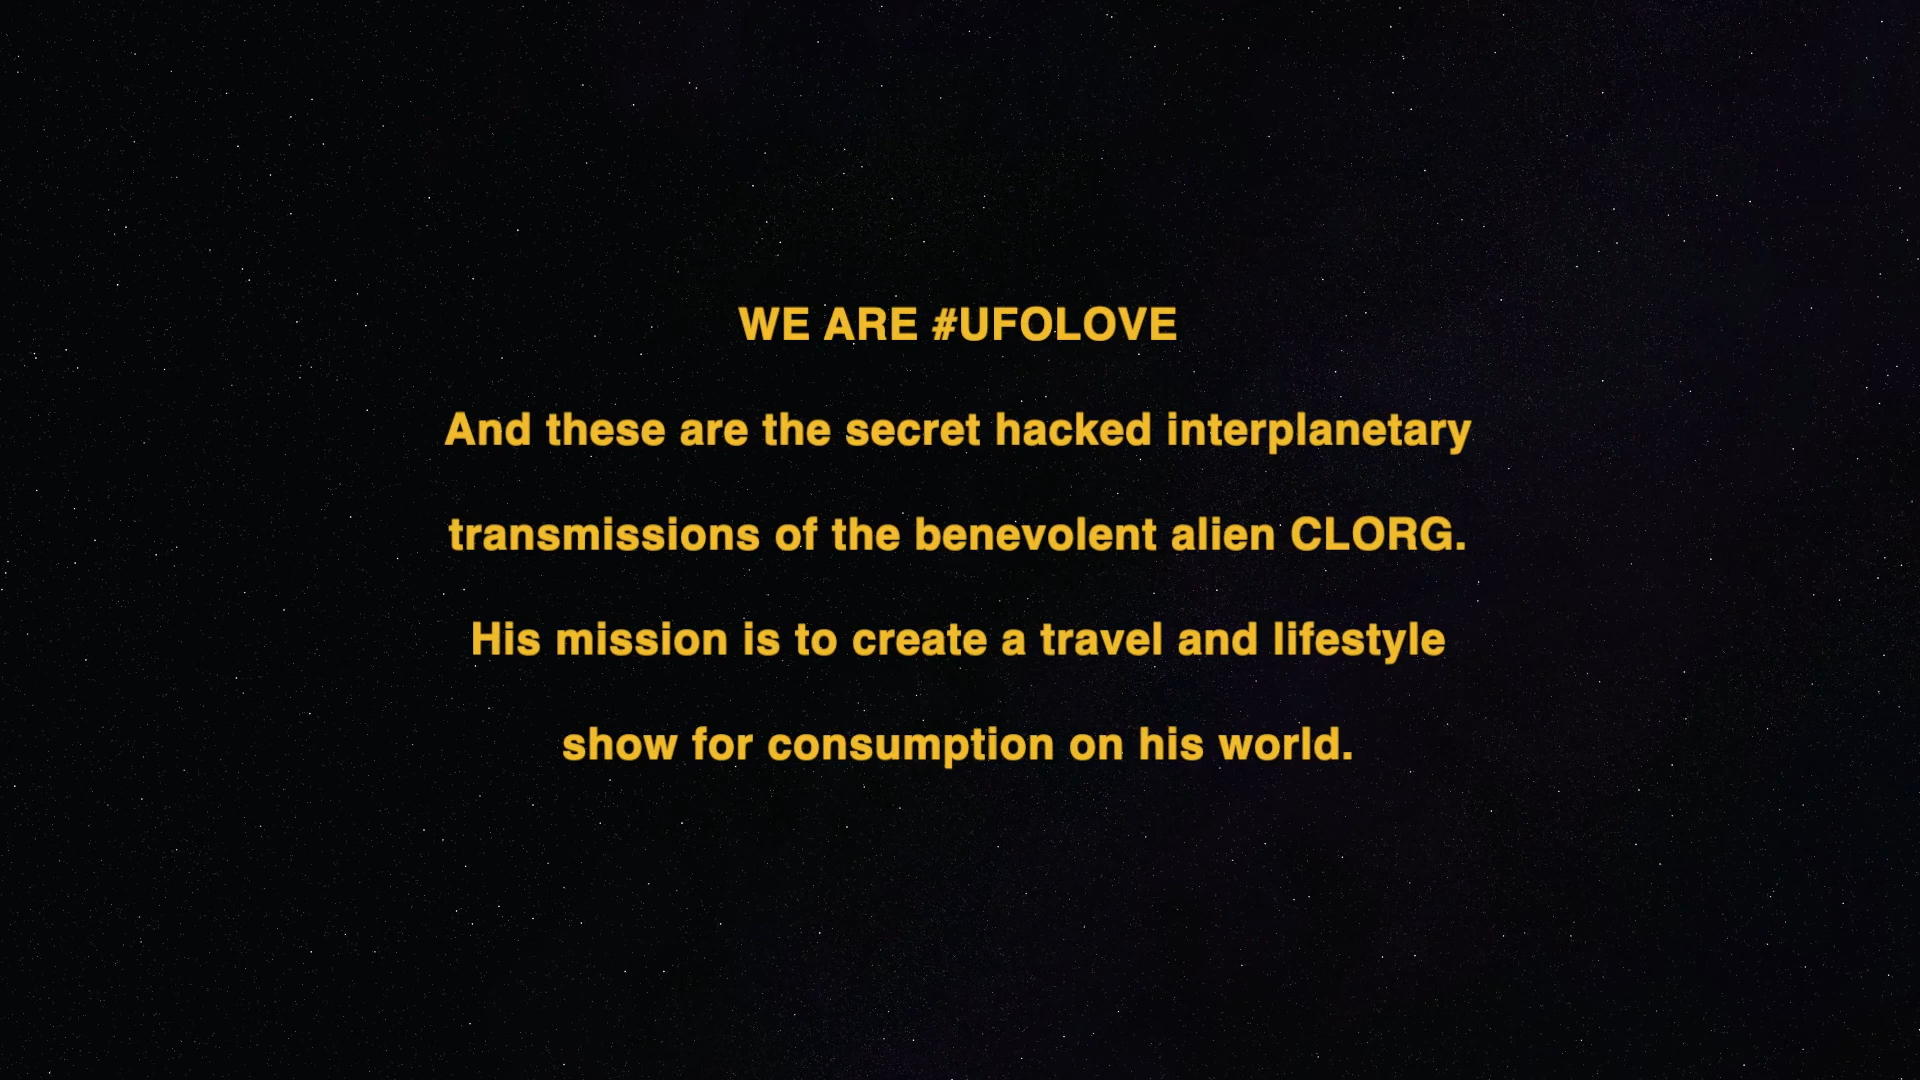 WE ARE #UFOLOVE
And these are the secret hacked interplanetary
transmissions of the benevolent alien CLORG.
His mission is to create a travel and lifestyle
show for consumption on his world.